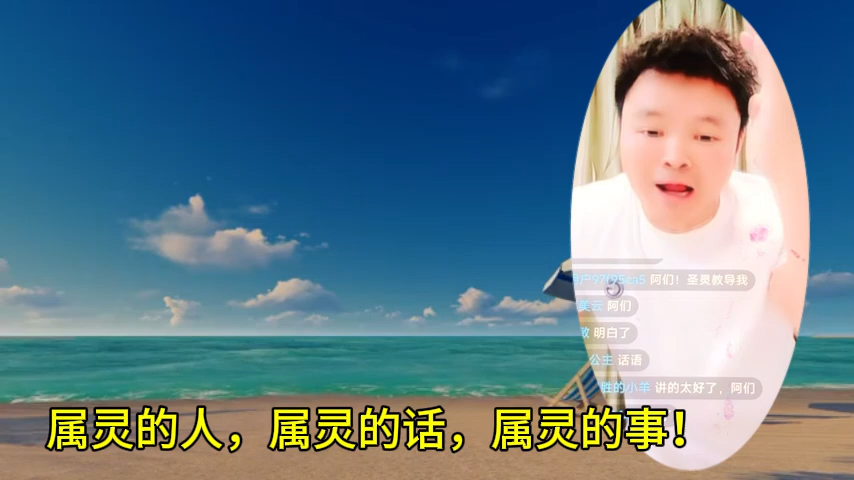 阿们！圣灵教导我
美云 阿们
明白了
公主 话语
的小羊 讲的太好了，阿们
属灵的人，属灵的话，属灵的事！